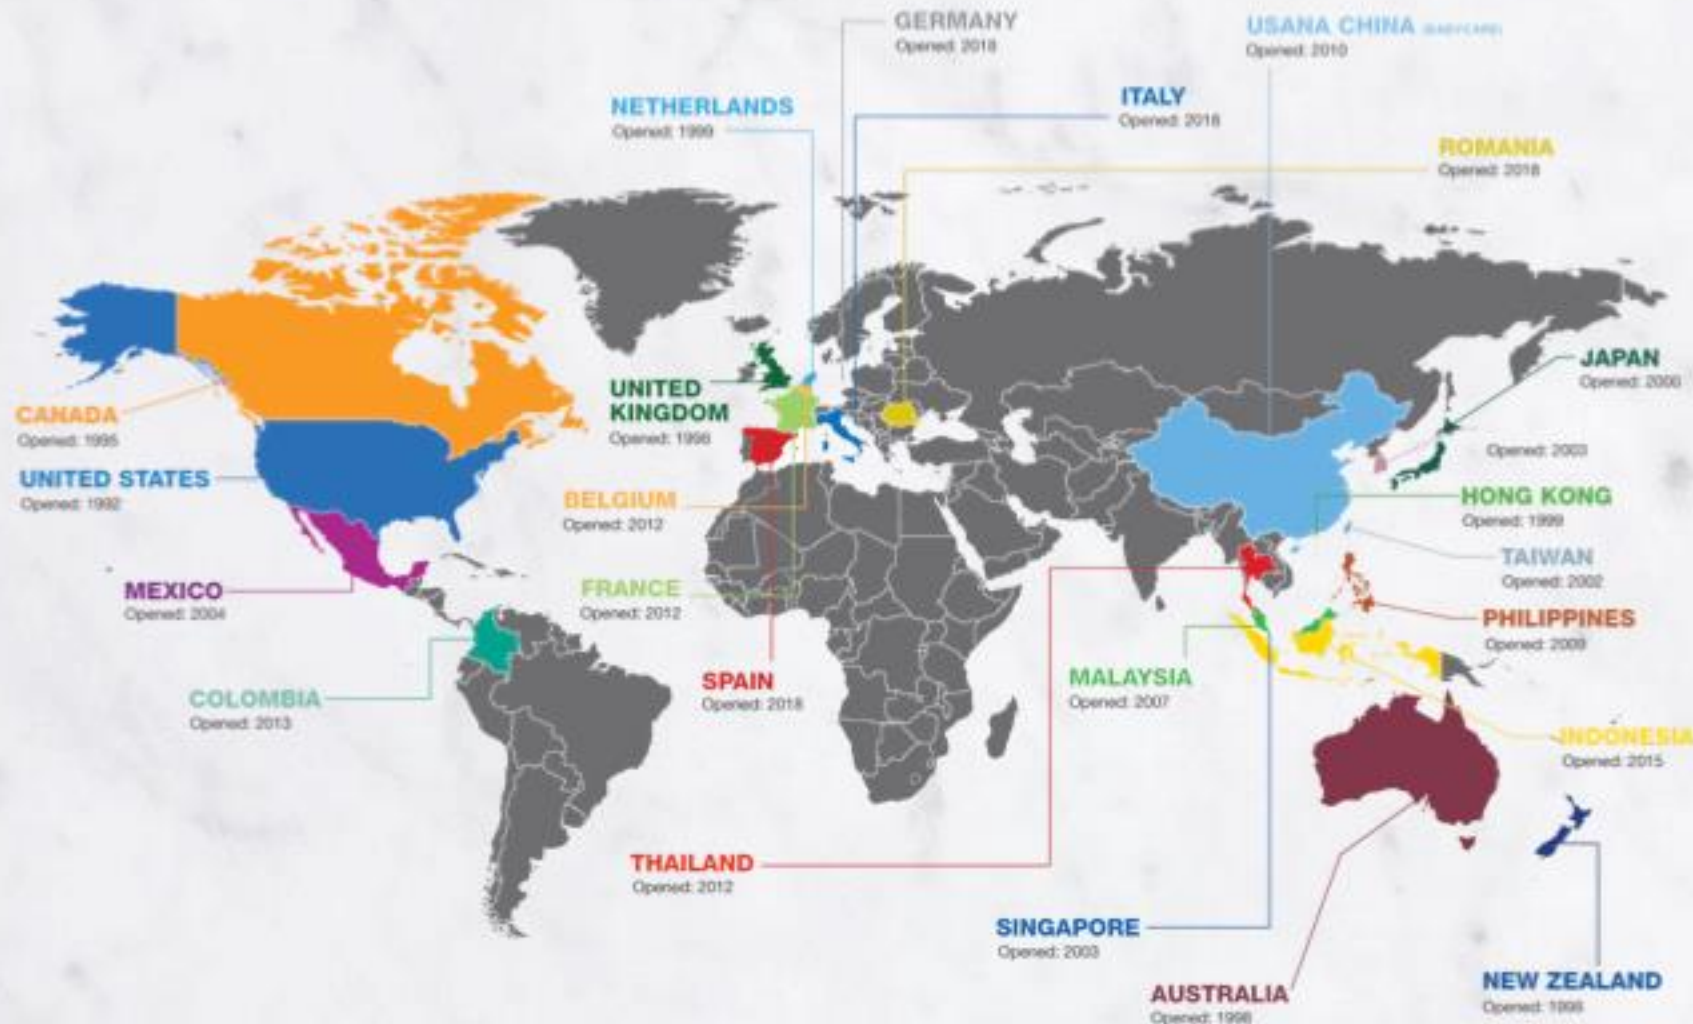 GERMANY
Opened: 2018
USANA CHINA (BABYCARE)
Opened: 2010
NETHERLANDS
Opened: 1999
ITALY
Opened: 2018
ROMANIA
Opened: 2018
JAPAN
Opened:
UNITED
KINGDOM
Opened:
CANADA
Opened: 1995
Opened: 2003
UNITED STATES
Opened: 1992
BELGIUM
Opened: 2012
HONG KONG
Opened: 1999
TAIWAN
Opened: 2002
MEXICO
Opened: 2004
FRANCE
Opened: 2012
PHILIPPINES
Opened: 2009
COLOMBIA
Opened: 2013
SPAIN
Opened: 2018
MALAYSIA
Opened: 2007
INDONESIA
Opened: 2015
THAILAND
Opened: 2012
SINGAPORE
Opened: 2003
AUSTRALIA
Opened: 1998
NEW ZEALAND
Opened: